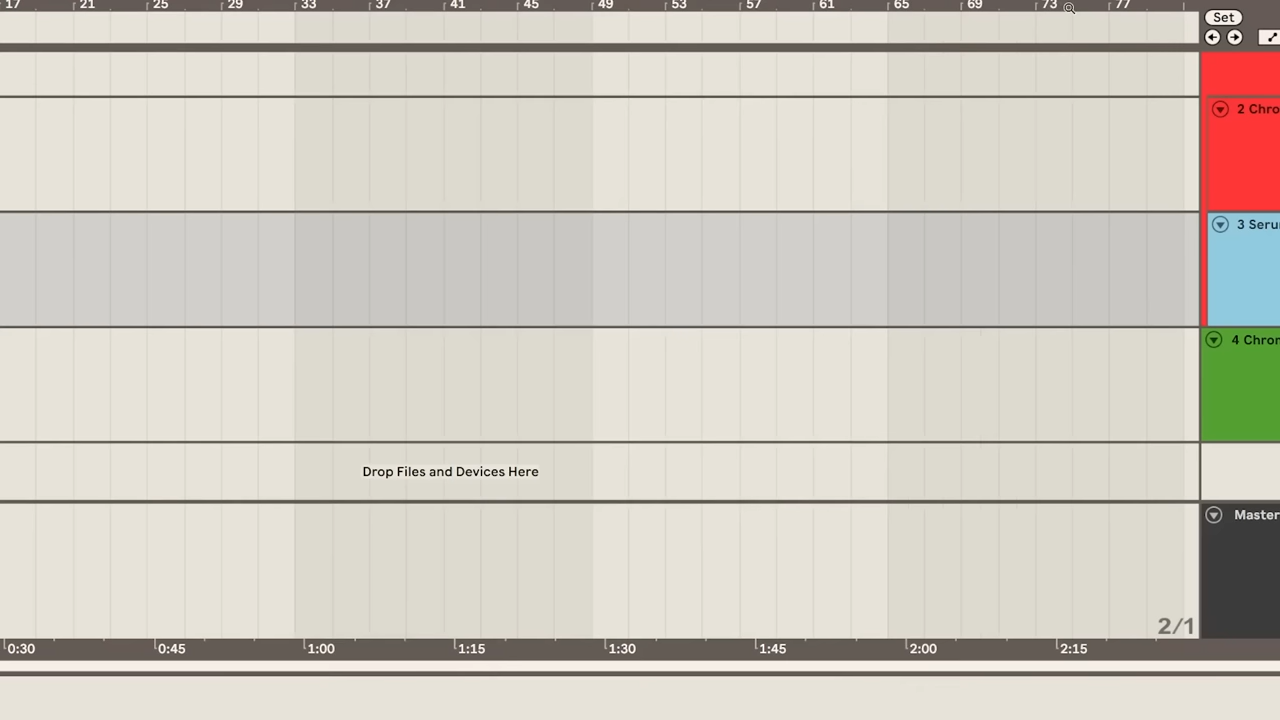 17 21 25 29 33 37 41 45 49 53 57 61 65 69 73 77
Set
2 Chro
3 Seru
4 Chron
Drop Files and Devices Here
Master
2/1
0:30 0:45 1:00 1:15 1:30 1:45 2:00 2:15